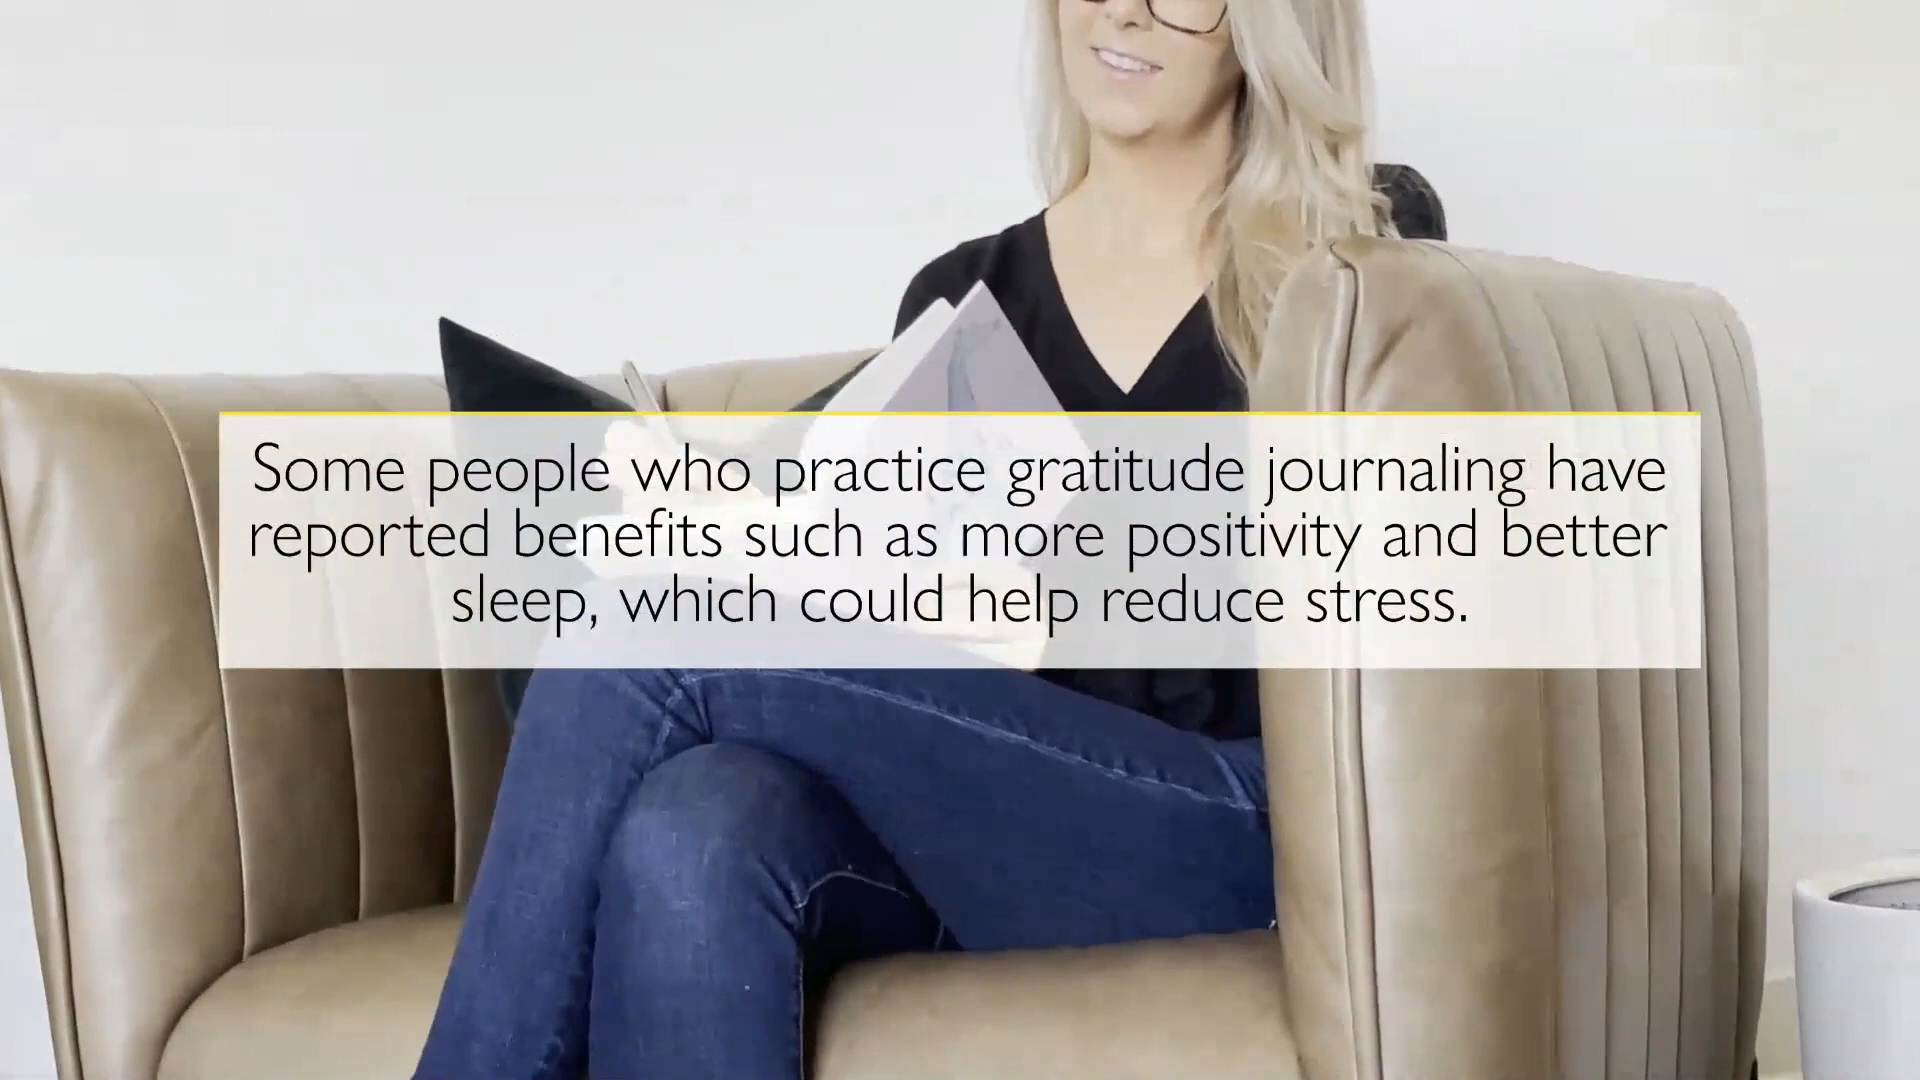 Some people who practice gratitude journaling have
reported benefits such as more positivity and better
sleep, which could help reduce stress.